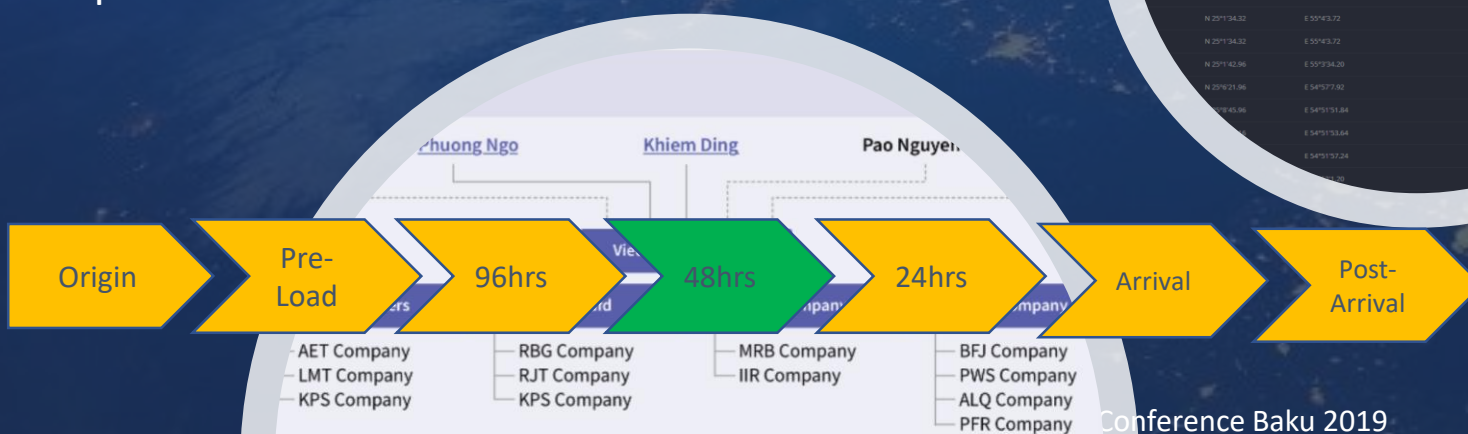 N 25°1'34.32 E 55°4'3.72
N 25°1'34.32 E 55°4'3.72
N 25°1'42.96 E 55°3'34.20
N 25°6'21.96 E 54°57'7.92
E 54°51'51.84
E 54°51'53.64
E 54°51'57.24
Phuong Ngo Khiem Ding Pao Nguyen
Origin
Pre-
Load
96hrs
48hrs
24hrs
Arrival
Post-
Arrival
AET Company
LMT Company
KPS Company
RBG Company
RJT Company
KPS Company
MRB Company
IIR Company
BFJ Company
PWS Company
ALQ Company
PFR Company
Conference Baku 2019